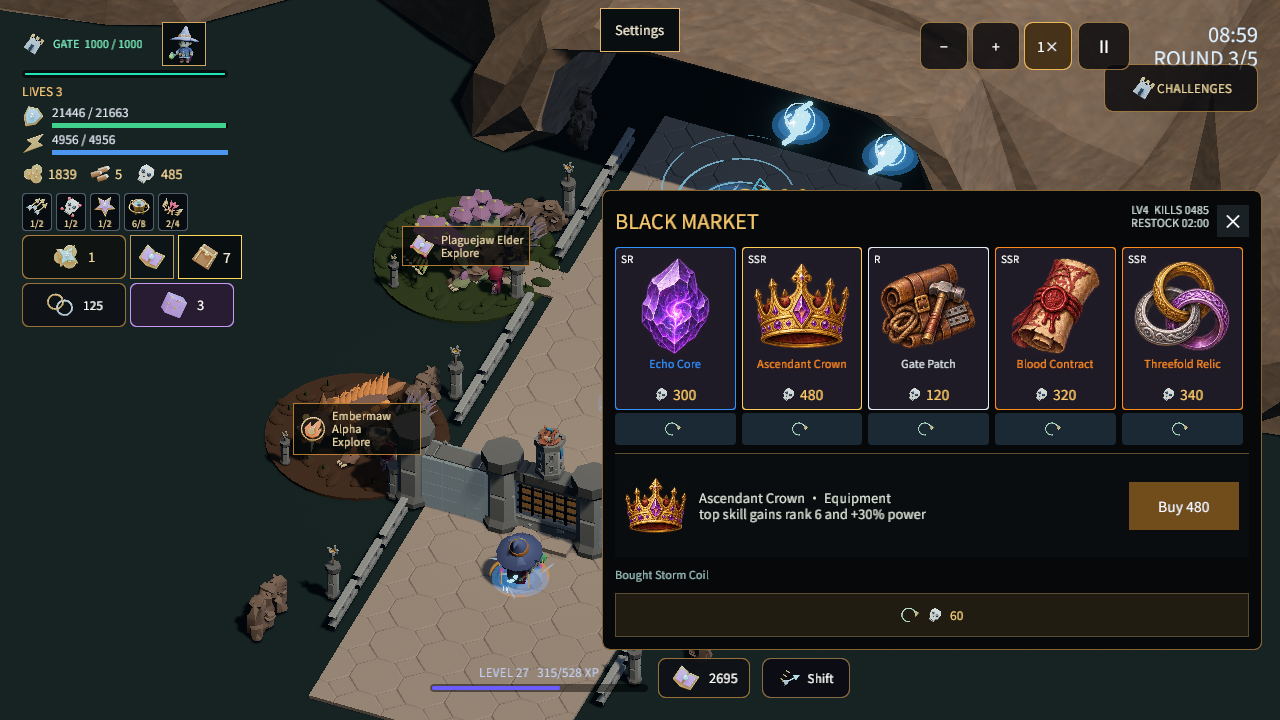 GATE 1000 / 1000
LIVES 3
21446 / 21663
4956 / 4956
1839 5 485
1/2 1/2 1/2 6/8 2/4
1 7
125 3
Settings
− + 1× II
08:59
ROUND 3/5
CHALLENGES
Plaguejaw Elder
Explore
Embermaw
Alpha
Explore
BLACK MARKET
LV4 KILLS 0485
RESTOCK 02:00
SR SSR R SSR SSR
Echo Core Ascendant Crown Gate Patch Blood Contract Threefold Relic
300 480 120 320 340
Ascendant Crown • Equipment
top skill gains rank 6 and +30% power
Buy 480
Bought Storm Coil
60
LEVEL 27 315/528 XP
2695 Shift